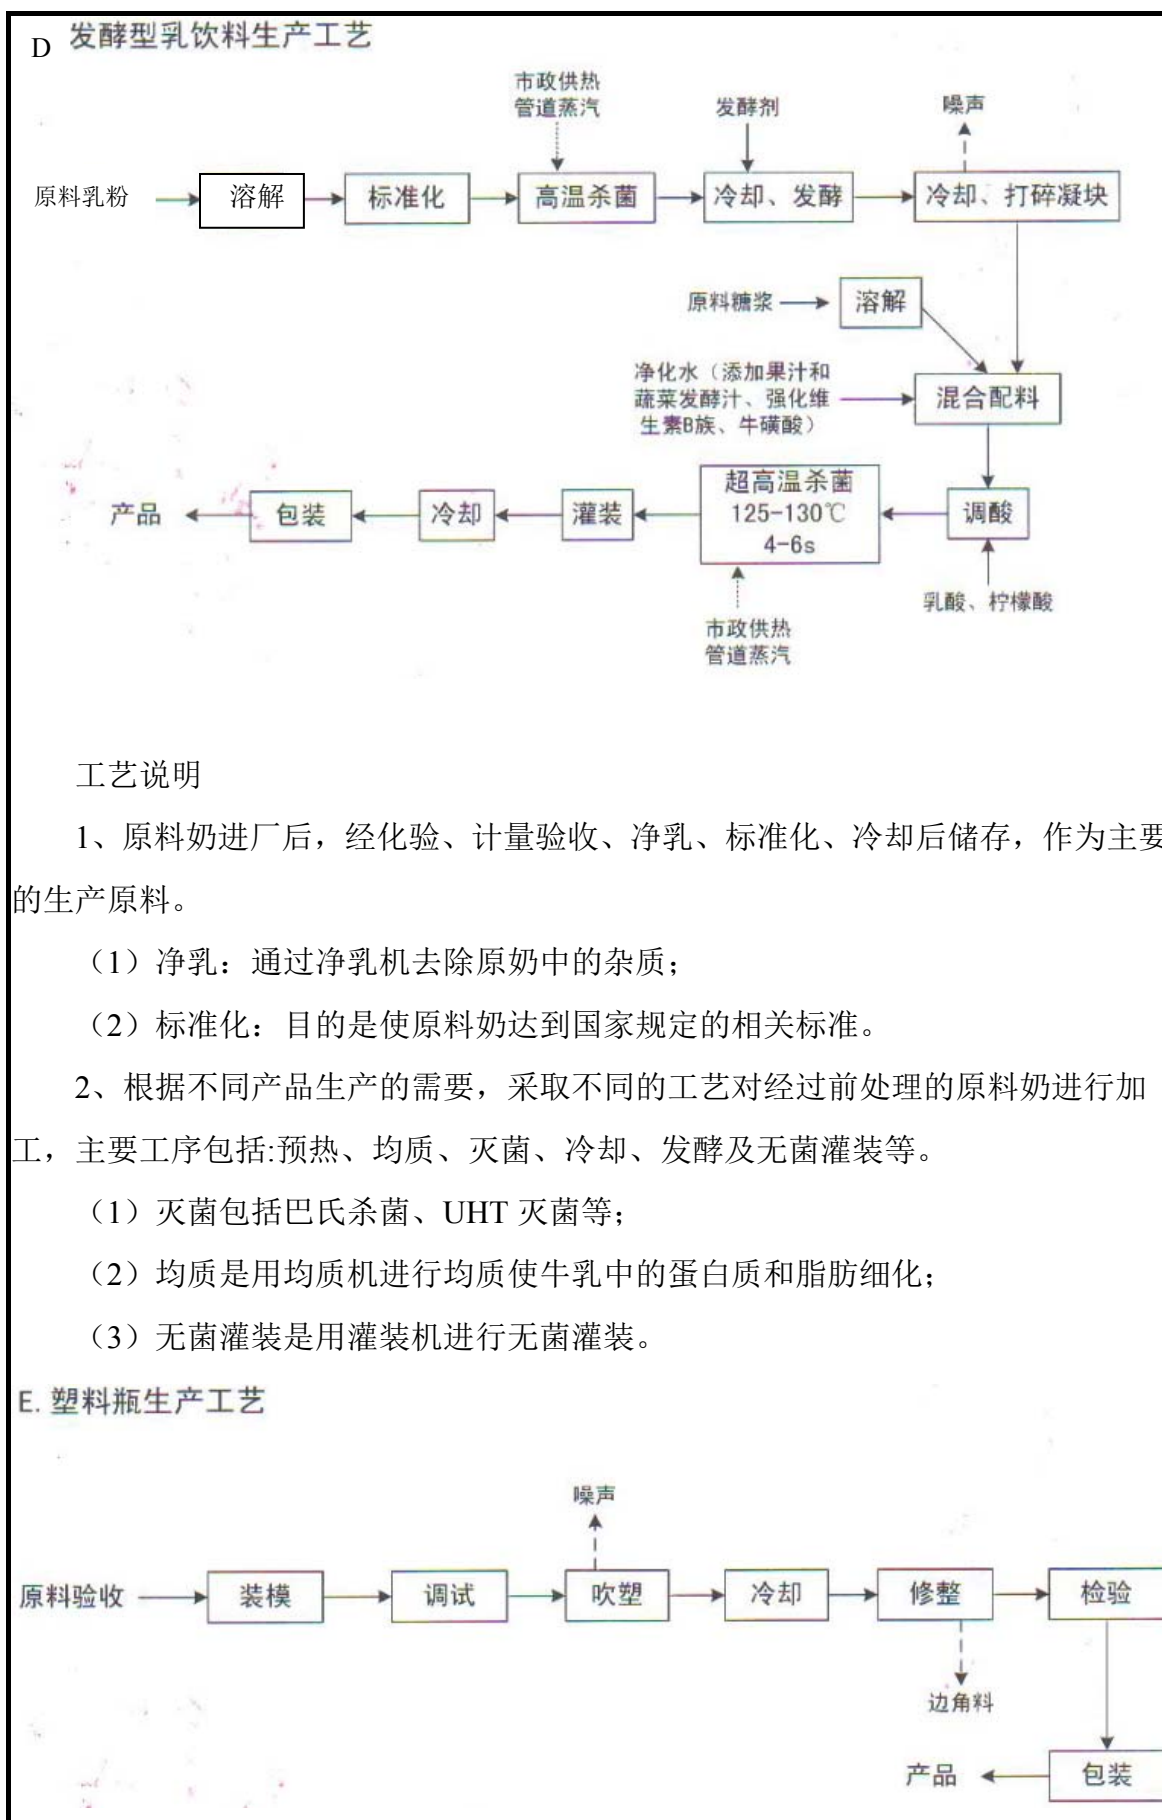 D 发酵型乳饮料生产工艺
市政供热
管道蒸汽
发酵剂
噪声
原料乳粉
溶解
标准化
高温杀菌
冷却、发酵
冷却、打碎凝块
原料糖浆
溶解
净化水（添加果汁和
蔬菜发酵汁、强化维
生素B族、牛磺酸）
混合配料
产品
包装
冷却
灌装
超高温杀菌
125-130℃
4-6s
调酸
乳酸、柠檬酸
市政供热
管道蒸汽
工艺说明
1、原料奶进厂后，经化验、计量验收、净乳、标准化、冷却后储存，作为主要
的生产原料。
（1）净乳：通过净乳机去除原奶中的杂质；
（2）标准化：目的是使原料奶达到国家规定的相关标准。
2、根据不同产品生产的需要，采取不同的工艺对经过前处理的原料奶进行加
工，主要工序包括:预热、均质、灭菌、冷却、发酵及无菌灌装等。
（1）灭菌包括巴氏杀菌、UHT 灭菌等；
（2）均质是用均质机进行均质使牛乳中的蛋白质和脂肪细化；
（3）无菌灌装是用灌装机进行无菌灌装。
E. 塑料瓶生产工艺
噪声
原料验收
装模
调试
吹塑
冷却
修整
检验
边角料
产品
包装